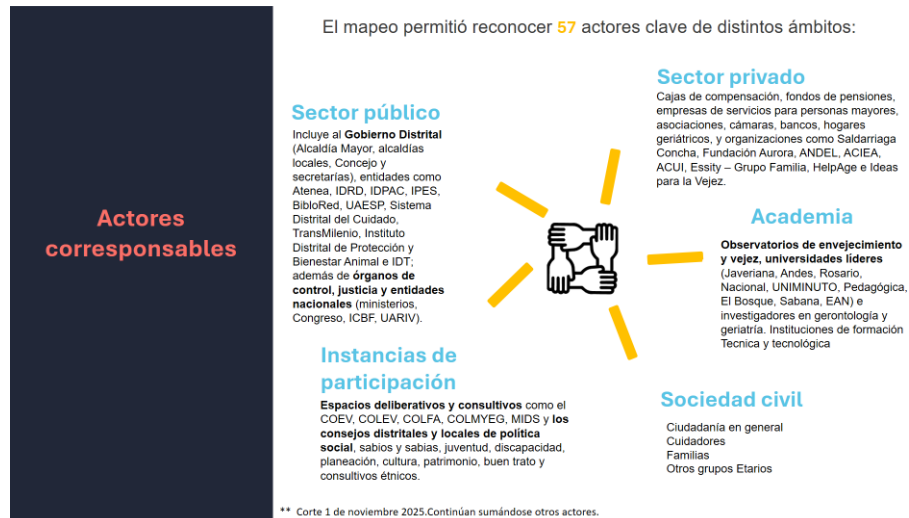 El mapeo permitió reconocer 57 actores clave de distintos ámbitos:
Actores
corresponsables
Sector público
Incluye al Gobierno Distrital
(Alcaldía Mayor, alcaldías
locales, Concejo y
secretarías), entidades como
Atenea, IDRD, IDPAC, IPES,
BibloRed, UAESP, Sistema
Distrital del Cuidado,
TransMilenio, Instituto
Distrital de Protección y
Bienestar Animal e IDT;
además de órganos de
control, justicia y entidades
nacionales (ministerios,
Congreso, ICBF, UARIV).
Sector privado
Cajas de compensación, fondos de pensiones,
empresas de servicios para personas mayores,
asociaciones, cámaras, bancos, hogares
geriátricos, y organizaciones como Saldarriaga
Concha, Fundación Aurora, ANDEL, ACIEA,
ACUI, Essity – Grupo Familia, HelpAge e Ideas
para la Vejez.
Academia
Observatorios de envejecimiento
y vejez, universidades líderes
(Javeriana, Andes, Rosario,
Nacional, UNIMINUTO, Pedagógica,
El Bosque, Sabana, EAN) e
investigadores en gerontología y
geriatría. Instituciones de formación
Tecnica y tecnológica
Instancias de
participación
Espacios deliberativos y consultivos como el
COEV, COLEV, COLFA, COLMYEG, MIDS y los
consejos distritales y locales de política
social, sabios y sabias, juventud, discapacidad,
planeación, cultura, patrimonio, buen trato y
consultivos étnicos.
Sociedad civil
Ciudadanía en general
Cuidadores
Familias
Otros grupos Etarios
** Corte 1 de noviembre 2025.Continúan sumándose otros actores.